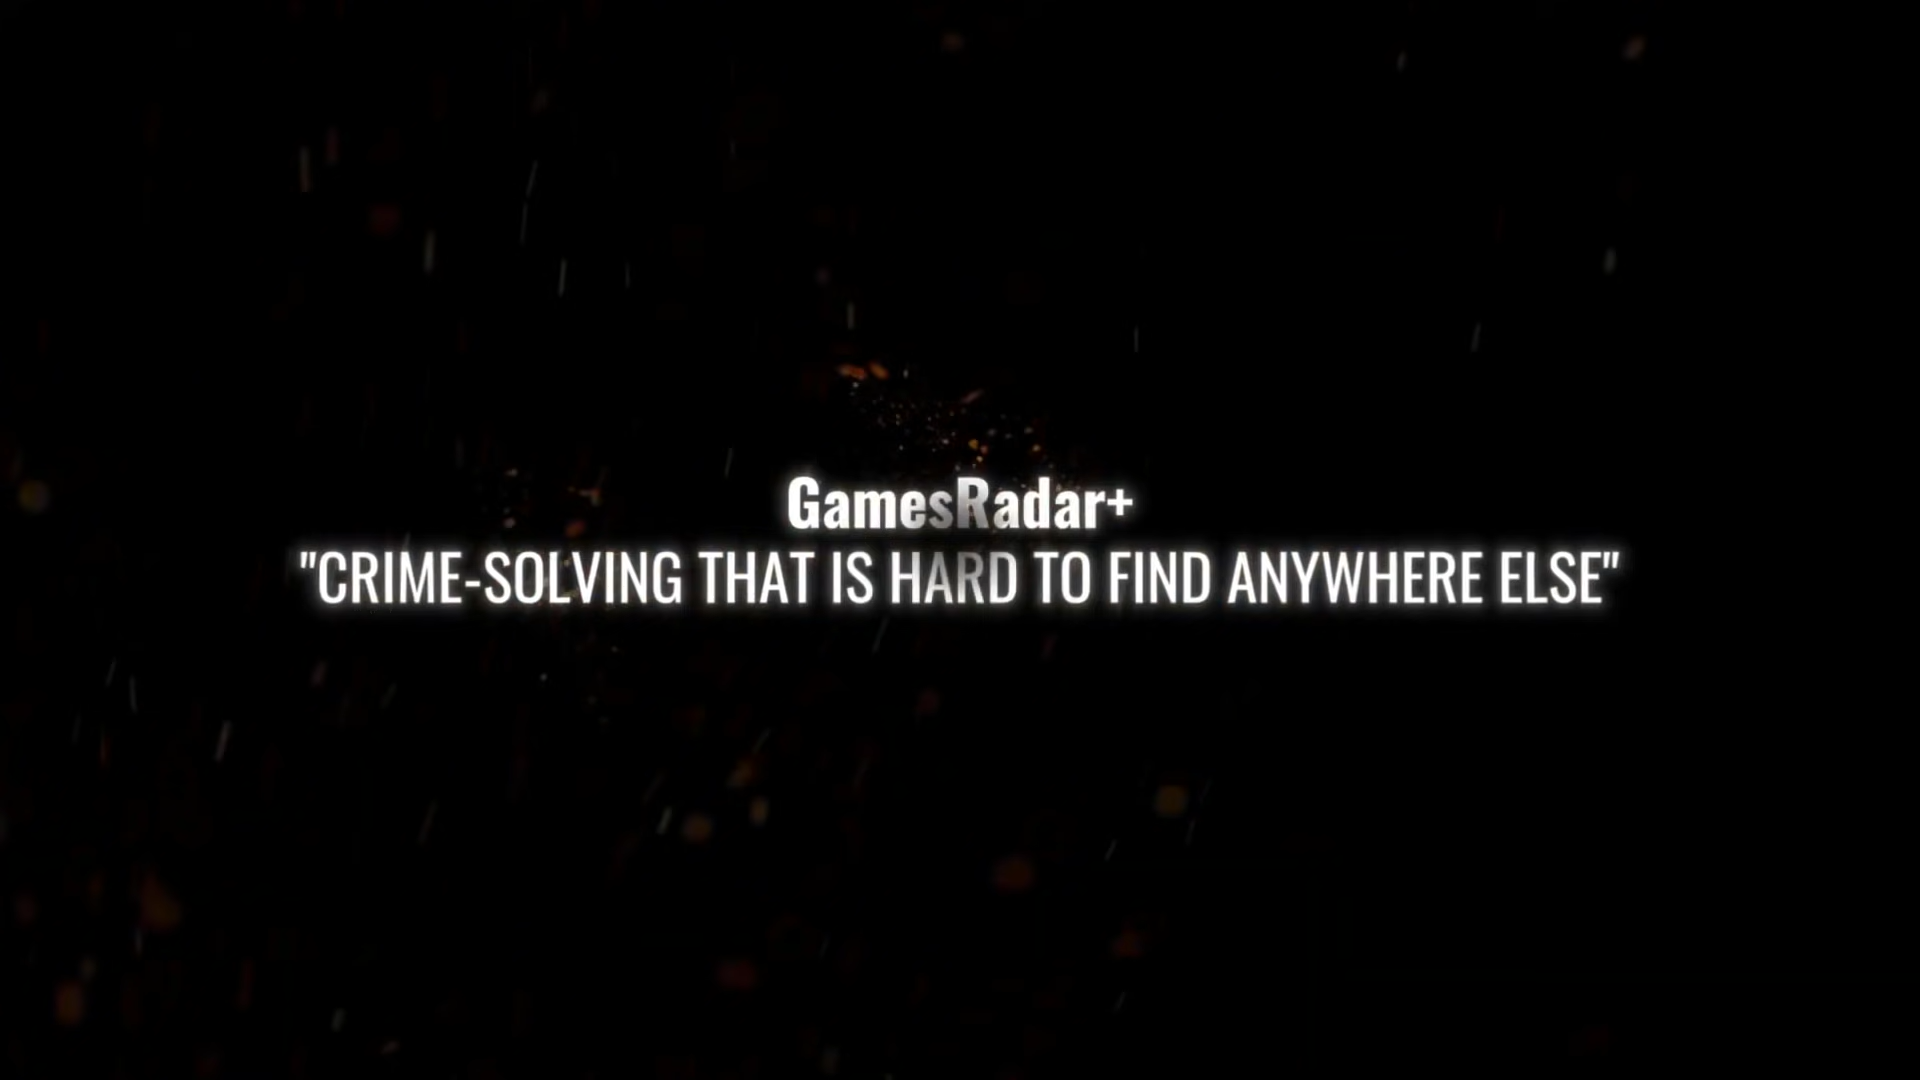 GamesRadar+
"CRIME-SOLVING THAT IS HARD TO FIND ANYWHERE ELSE"